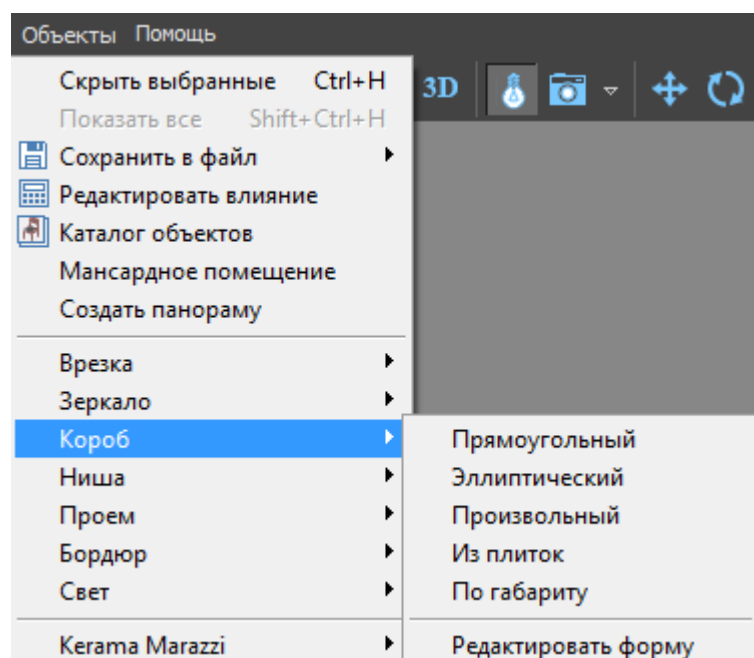 Объекты Помощь
Скрыть выбранные Ctrl+H
3D
Показать все Shift+Ctrl+H
Сохранить в файл
Редактировать влияние
Каталог объектов
Мансардное помещение
Создать панораму
Врезка
Зеркало
Короб
Прямоугольный
Ниша
Эллиптический
Проем
Произвольный
Бордюр
Из плиток
Свет
По габариту
Kerama Marazzi
Редактировать форму